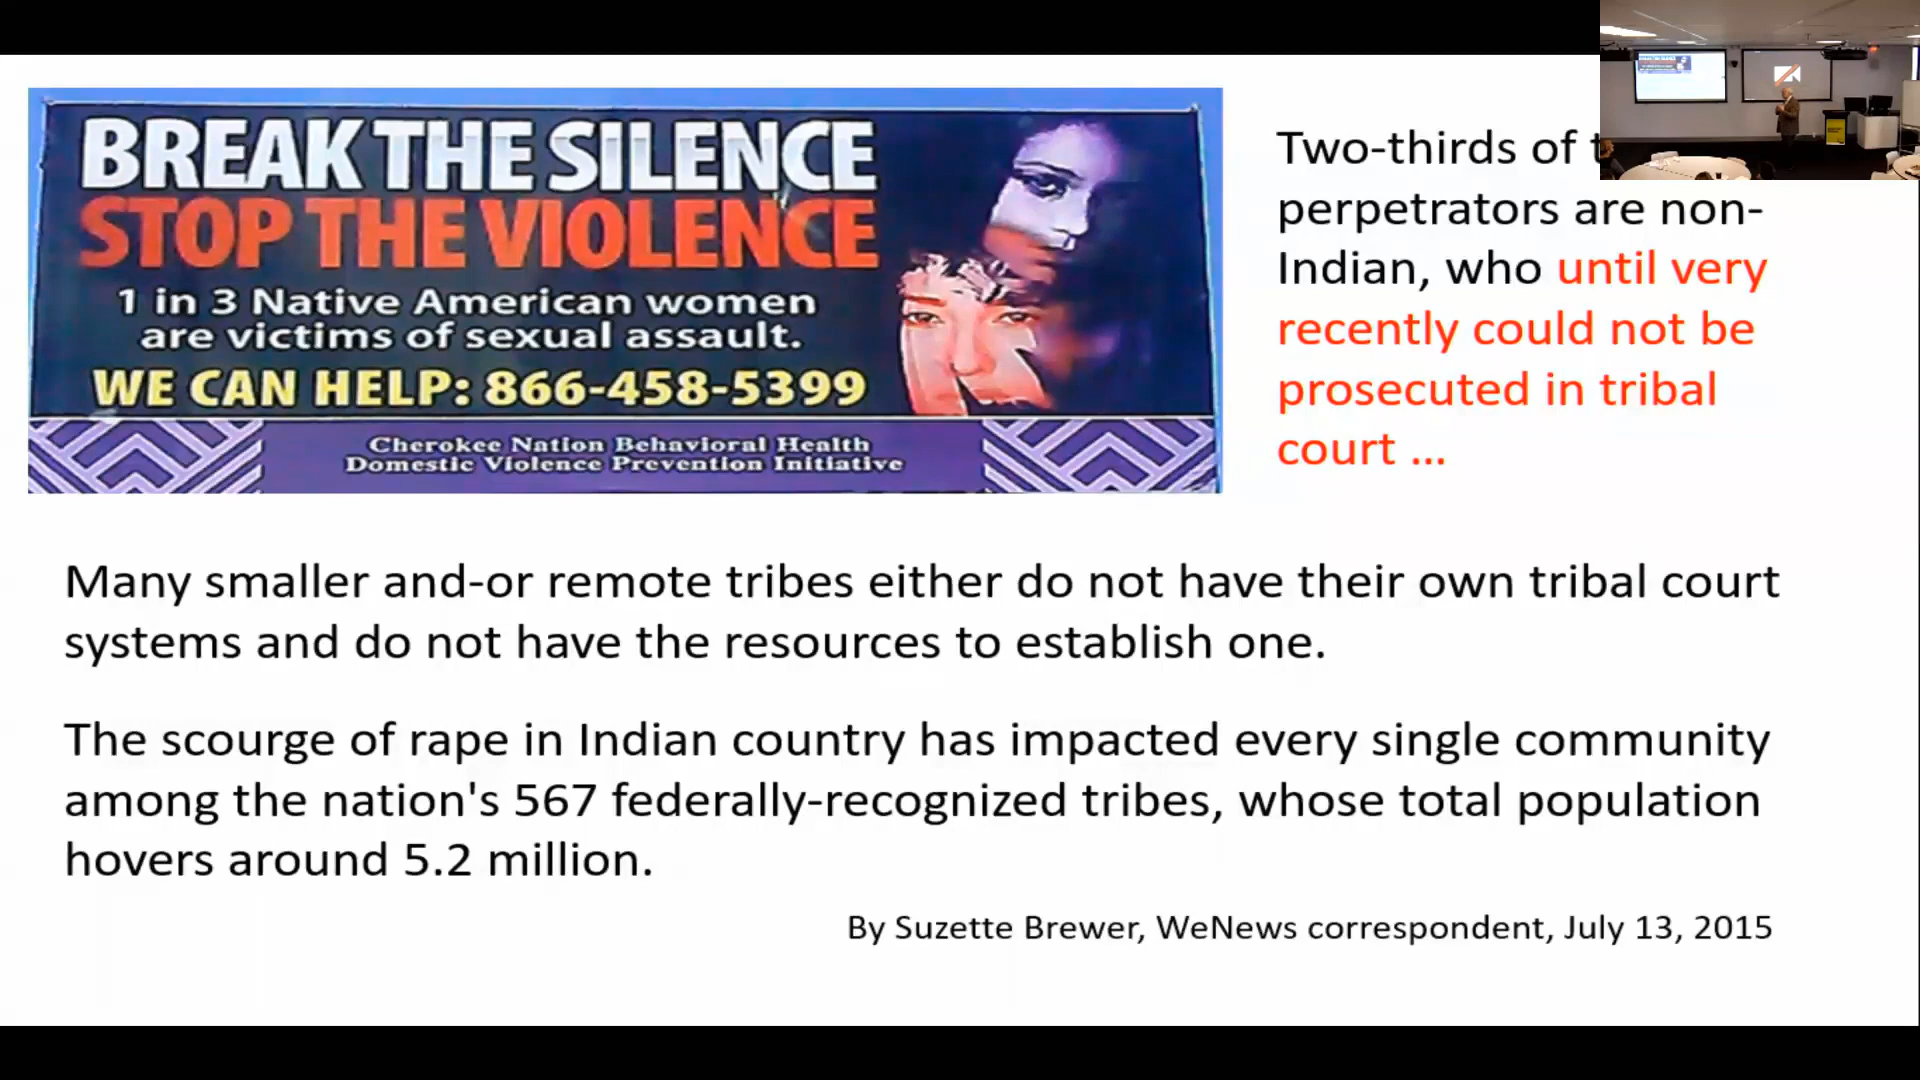 BREAK THE SILENCE
STOP THE VIOLENCE
1 in 3 Native American women
are victims of sexual assault.
WE CAN HELP: 866-458-5399
Cherokee Nation Behavioral Health
Domestic Violence Prevention Initiative
Two-thirds of
perpetrators are non-
Indian, who until very
recently could not be
prosecuted in tribal
court ...
Many smaller and-or remote tribes either do not have their own tribal court
systems and do not have the resources to establish one.
The scourge of rape in Indian country has impacted every single community
among the nation's 567 federally-recognized tribes, whose total population
hovers around 5.2 million.
By Suzette Brewer, WeNews correspondent, July 13, 2015